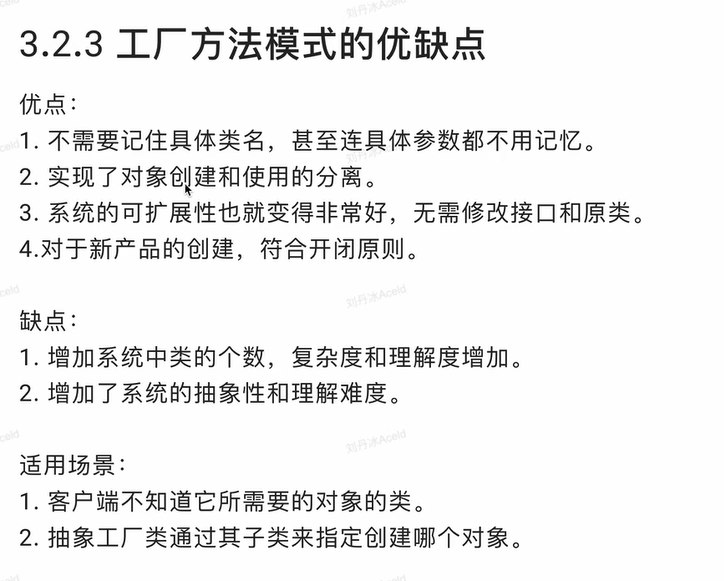 3.2.3 工厂方法模式的优缺点
优点：
1. 不需要记住具体类名，甚至连具体参数都不用记忆。
2. 实现了对象创建和使用的分离。
3. 系统的可扩展性也就变得非常好，无需修改接口和原类。
4.对于新产品的创建，符合开闭原则。
缺点：
1. 增加系统中类的个数，复杂度和理解度增加。
2. 增加了系统的抽象性和理解难度。
适用场景：
1. 客户端不知道它所需要的对象的类。
2. 抽象工厂类通过其子类来指定创建哪个对象。
刘丹冰Aceld
刘丹冰Aceld